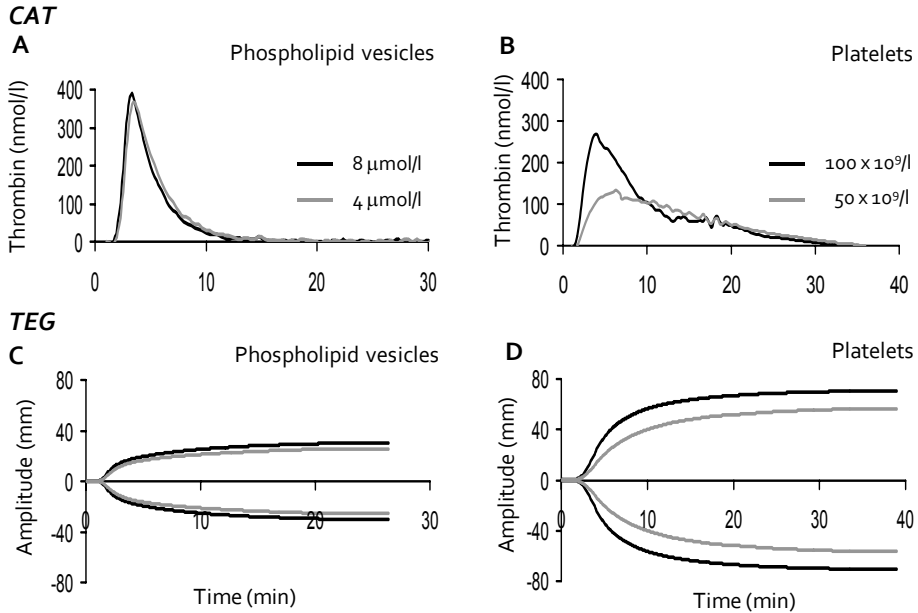 CAT
A
Phospholipid vesicles
Thrombin (nmol/l)
400
300
200
100
0
0 10 20 30
8 µmol/l
4 µmol/l
B
Platelets
Thrombin (nmol/l)
400
300
200
100
0
0 10 20 30 40
100 x 10⁹/l
50 x 10⁹/l
TEG
C
Phospholipid vesicles
Amplitude (mm)
80
40
0
-40
-80
0 10 20 30
Time (min)
D
Platelets
Amplitude (mm)
80
40
0
-40
-80
0 10 20 30 40
Time (min)